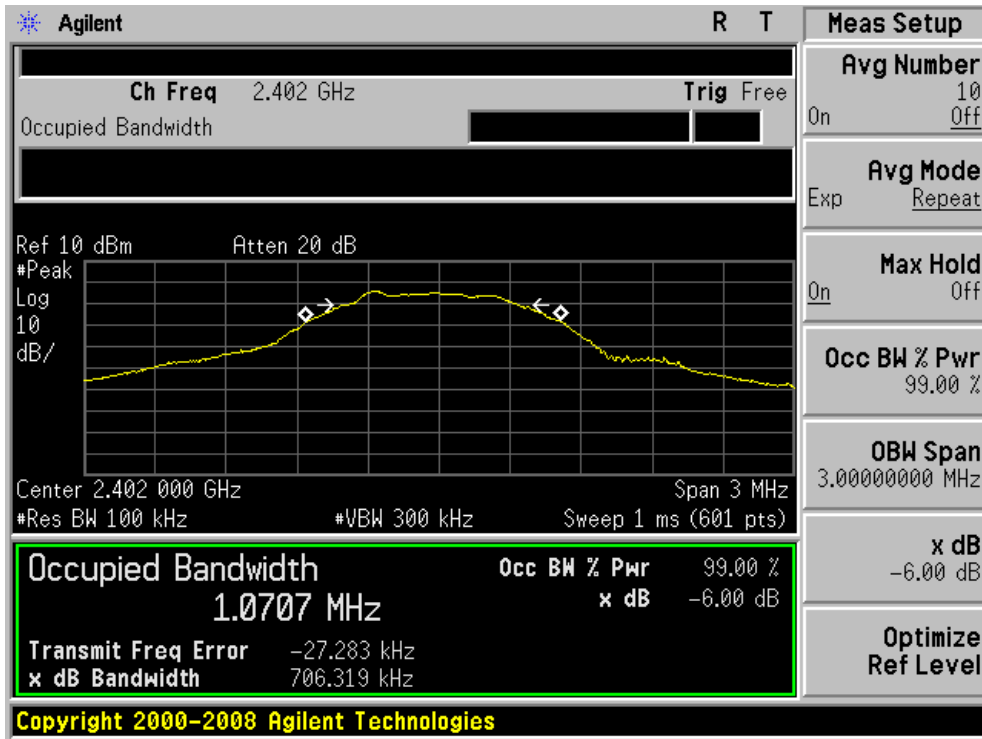 Agilent R T
Ch Freq 2.402 GHz Trig Free
Occupied Bandwidth
Ref 10 dBm Atten 20 dB
#Peak
Log
10
dB/
Center 2.402 000 GHz Span 3 MHz
#Res BW 100 kHz #VBW 300 kHz Sweep 1 ms (601 pts)
Occupied Bandwidth Occ BW % Pwr 99.00 %
1.0707 MHz x dB -6.00 dB
Transmit Freq Error -27.283 kHz
x dB Bandwidth 706.319 kHz
Copyright 2000-2008 Agilent Technologies
Meas Setup
Avg Number
10
On Off
Avg Mode
Exp Repeat
Max Hold
On Off
Occ BW % Pwr
99.00 %
OBW Span
3.00000000 MHz
x dB
-6.00 dB
Optimize
Ref Level